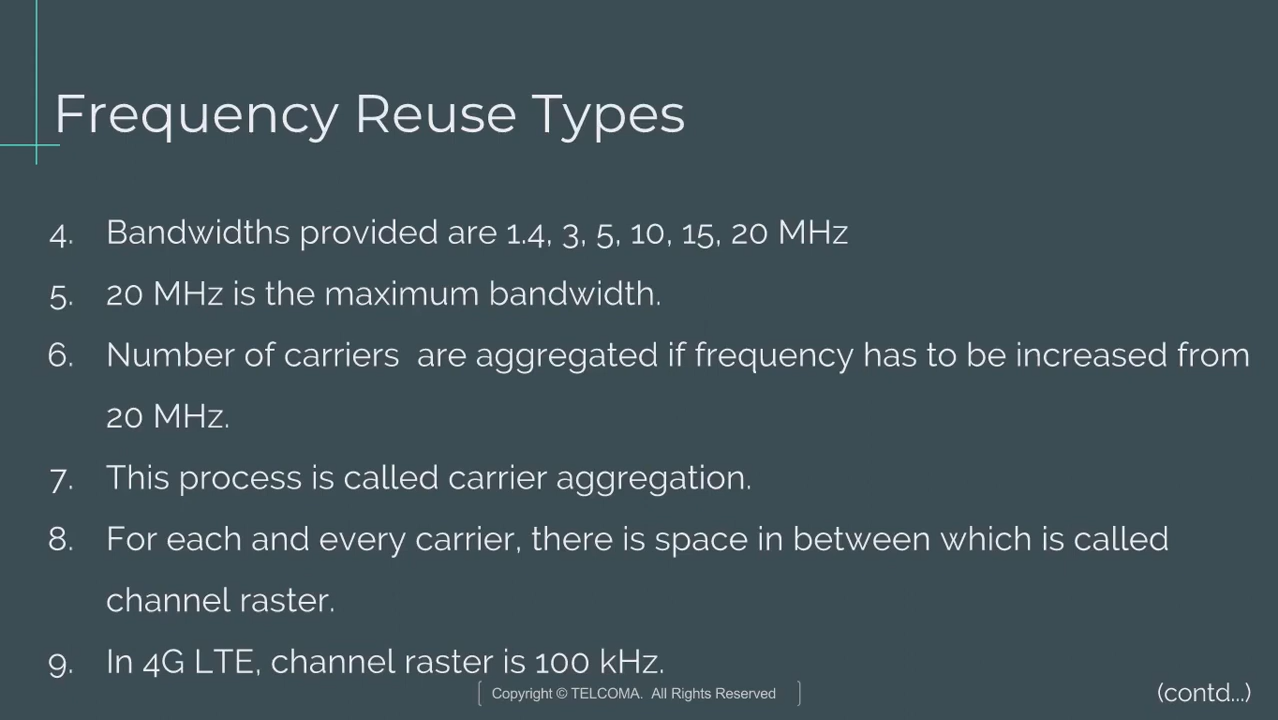 Frequency Reuse Types
4. Bandwidths provided are 1.4, 3, 5, 10, 15, 20 MHz
5. 20 MHz is the maximum bandwidth.
6. Number of carriers  are aggregated if frequency has to be increased from
20 MHz.
7. This process is called carrier aggregation.
8. For each and every carrier, there is space in between which is called
channel raster.
9. In 4G LTE, channel raster is 100 kHz.
Copyright © TELCOMA. All Rights Reserved
(contd...)